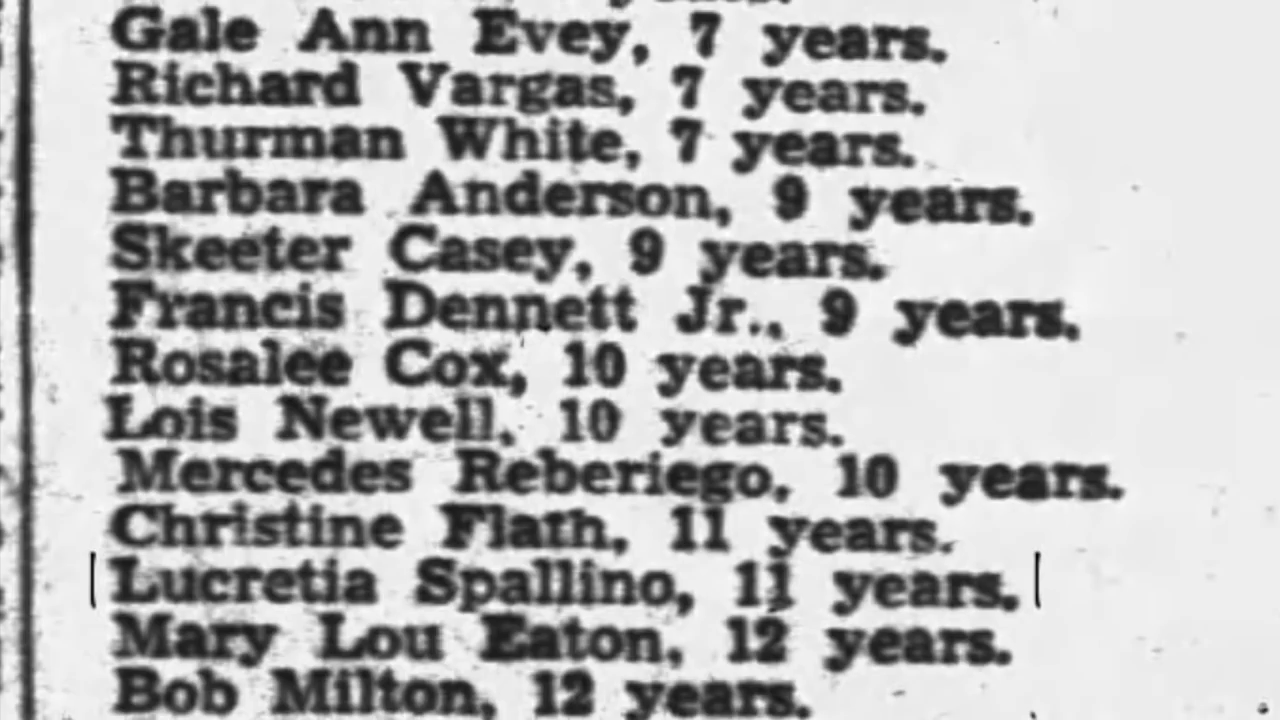 Gale Ann Evey, 7 years.
Richard Vargas, 7 years.
Thurman White, 7 years.
Barbara Anderson, 9 years.
Skeeter Casey, 9 years.
Francis Dennett Jr., 9 years.
Rosalee Cox, 10 years.
Lois Newell, 10 years.
Mercedes Reberiego, 10 years.
Christine Flath, 11 years.
Lucretia Spallino, 11 years.
Mary Lou Eaton, 12 years.
Bob Milton, 12 years.